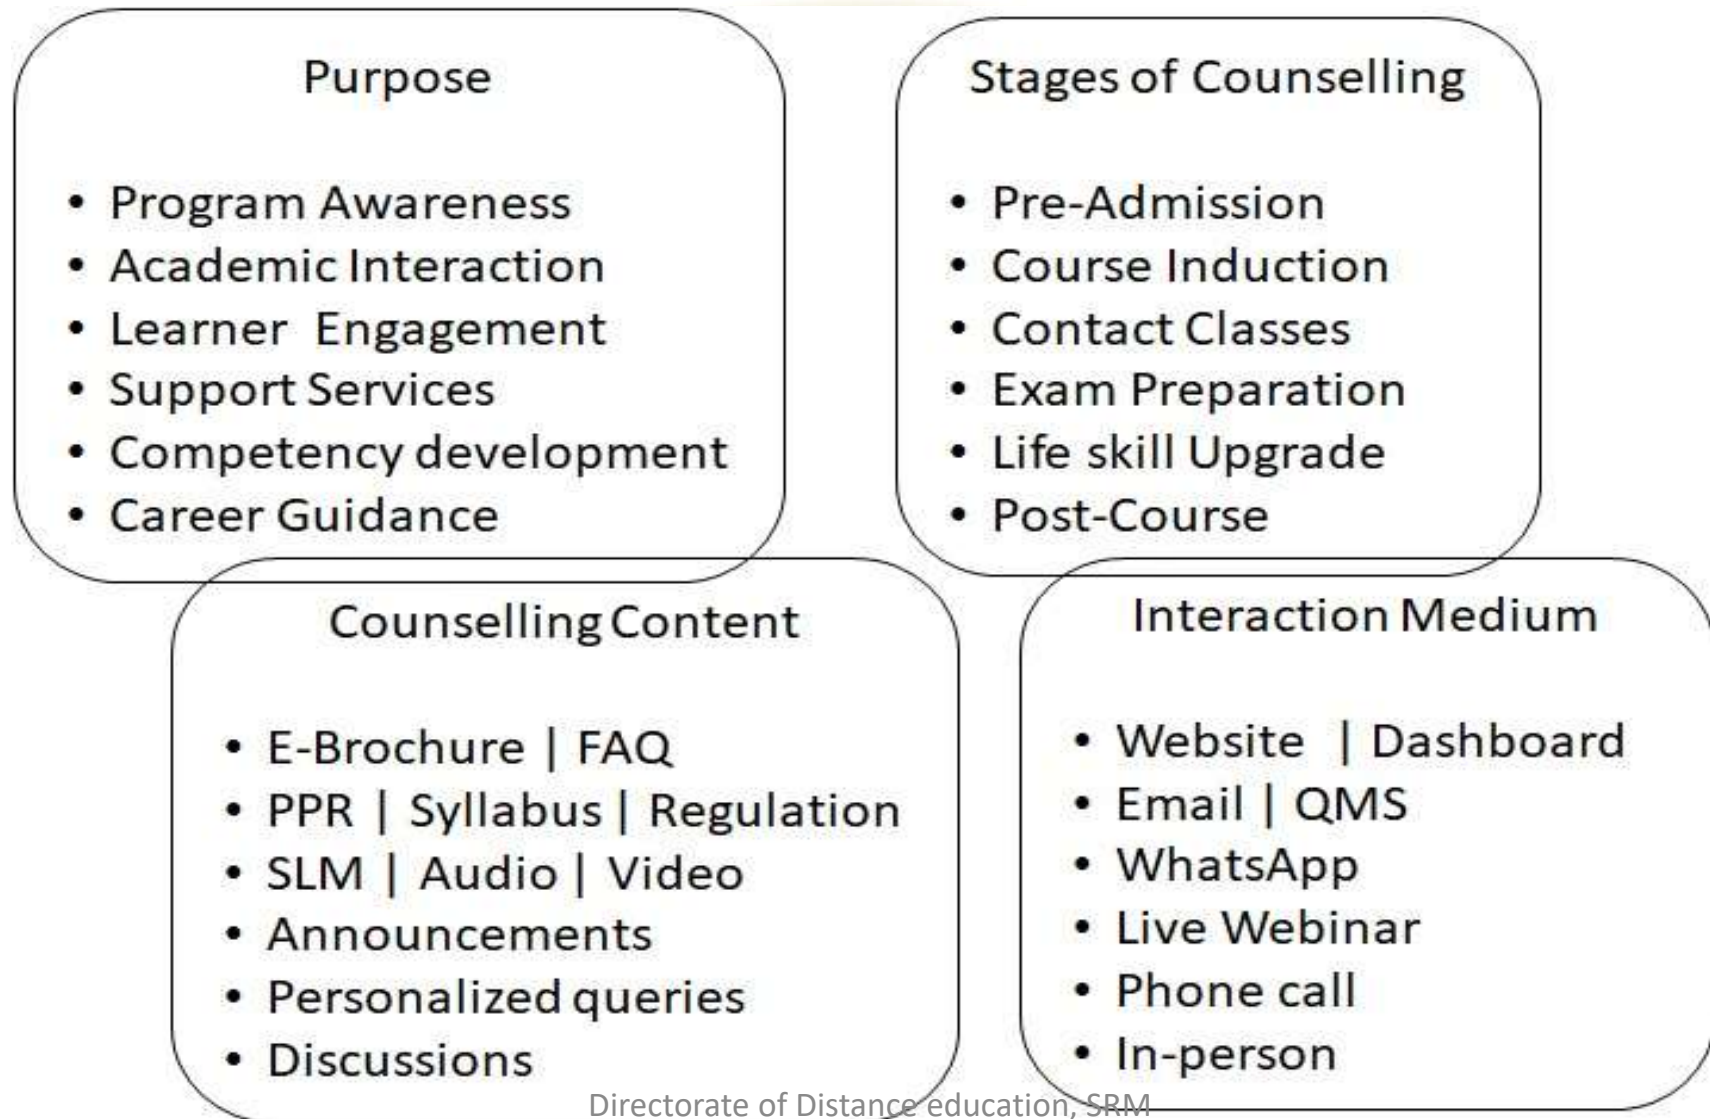 Purpose
• Program Awareness
• Academic Interaction
• Learner Engagement
• Support Services
• Competency development
• Career Guidance
Stages of Counselling
• Pre-Admission
• Course Induction
• Contact Classes
• Exam Preparation
• Life skill Upgrade
• Post-Course
Counselling Content
• E-Brochure | FAQ
• PPR | Syllabus | Regulation
• SLM | Audio | Video
• Announcements
• Personalized queries
• Discussions
Interaction Medium
• Website | Dashboard
• Email | QMS
• WhatsApp
• Live Webinar
• Phone call
• In-person
Directorate of Distance education, SRM